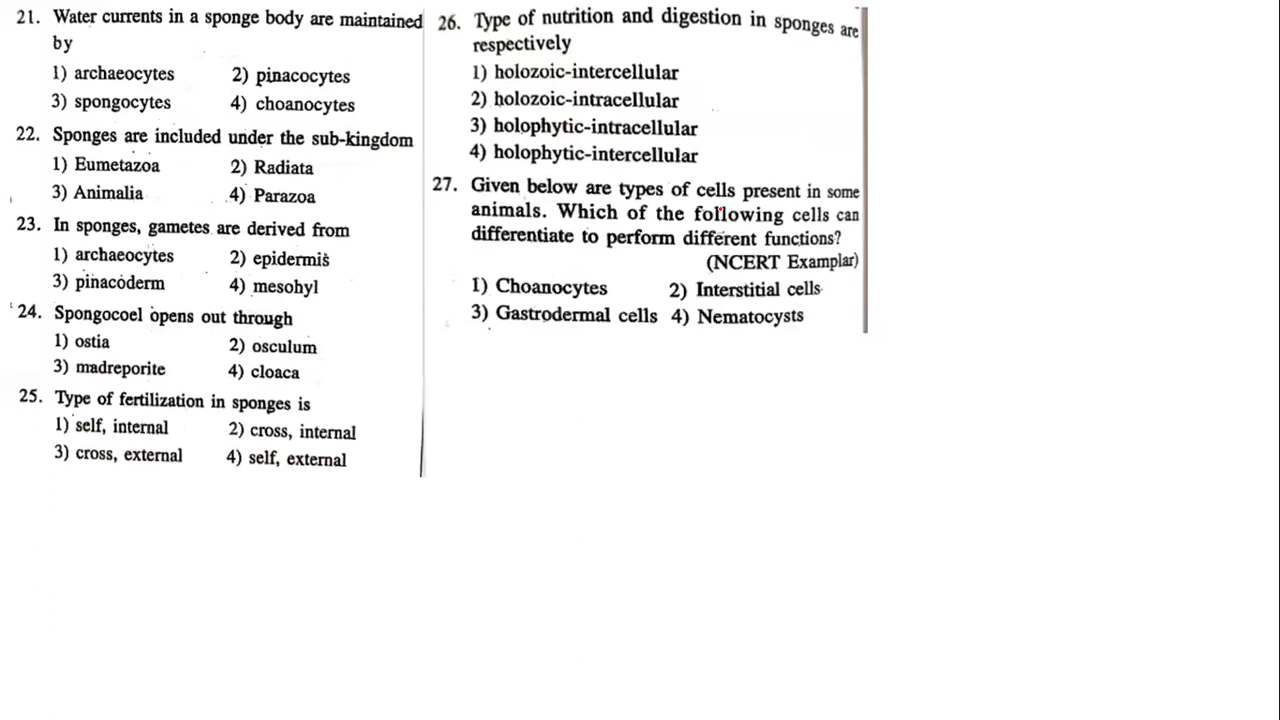 21. Water currents in a sponge body are maintained
by
1) archaeocytes 2) pinacocytes
3) spongocytes 4) choanocytes
22. Sponges are included under the sub-kingdom
1) Eumetazoa 2) Radiata
3) Animalia 4) Parazoa
23. In sponges, gametes are derived from
1) archaeocytes 2) epidermis
3) pinacoderm 4) mesohyl
24. Spongocoel opens out through
1) ostia 2) osculum
3) madreporite 4) cloaca
25. Type of fertilization in sponges is
1) self, internal 2) cross, internal
3) cross, external 4) self, external
26. Type of nutrition and digestion in sponges are
respectively
1) holozoic-intercellular
2) holozoic-intracellular
3) holophytic-intracellular
4) holophytic-intercellular
27. Given below are types of cells present in some
animals. Which of the following cells can
differentiate to perform different functions?
(NCERT Examplar)
1) Choanocytes 2) Interstitial cells
3) Gastrodermal cells 4) Nematocysts